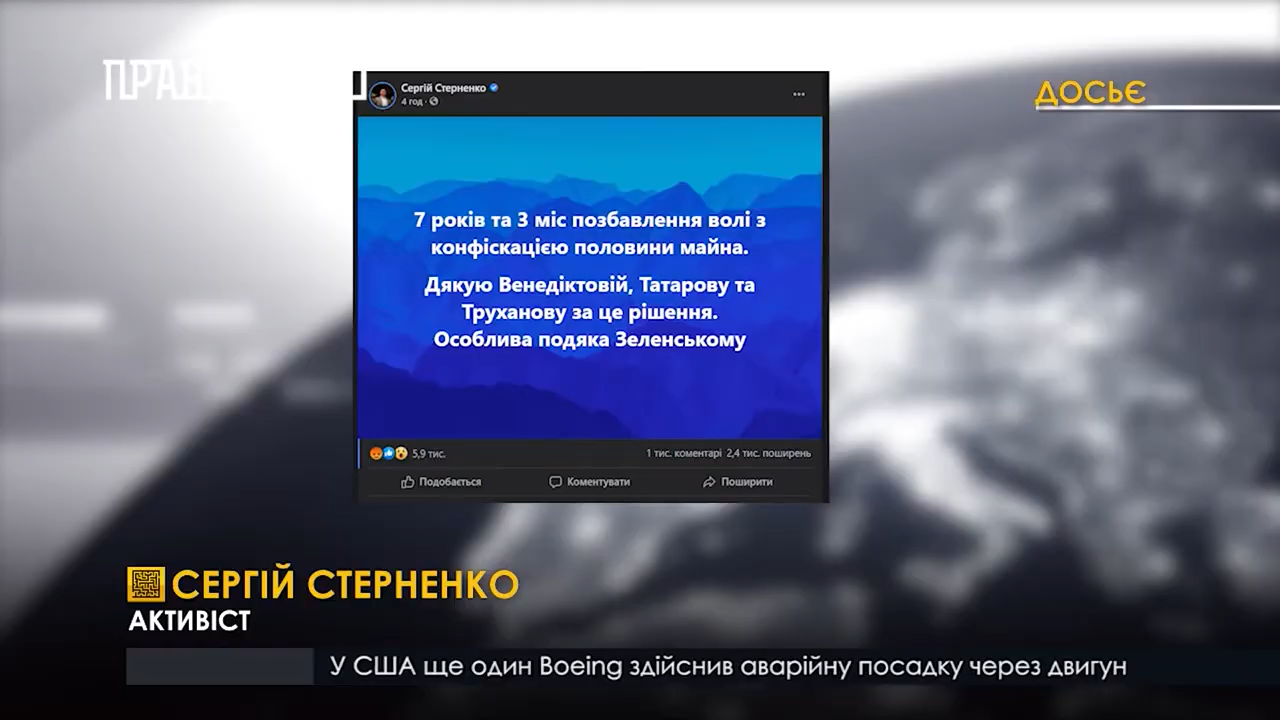 ДОСЬЄ
Сергій Стерненко
4 год ·
7 років та 3 міс позбавлення волі з
конфіскацією половини майна.
Дякую Венедіктовій, Татарову та
Труханову за це рішення.
Особлива подяка Зеленському
5,9 тис.
1 тис. коментарі 2,4 тис. поширень
Подобається Коментувати Поширити
СЕРГІЙ СТЕРНЕНКО
АКТИВІСТ
У США ще один Boeing здійснив аварійну посадку через двигун